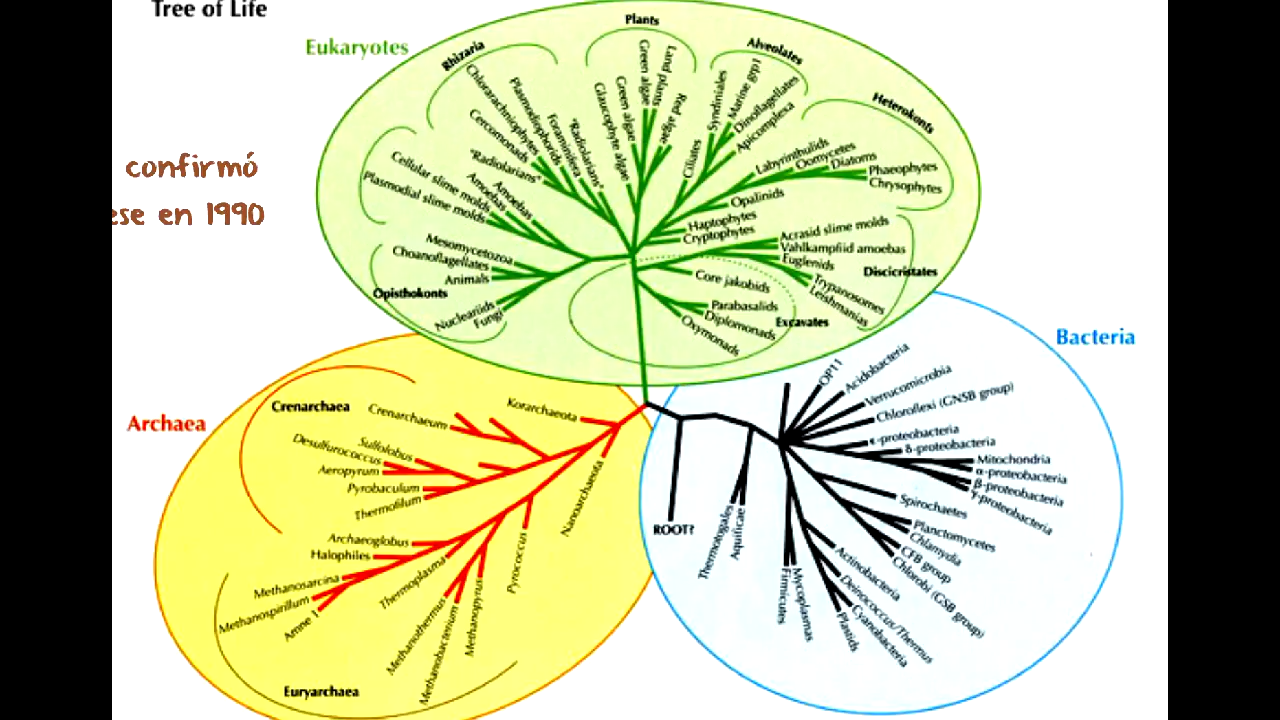 Tree of Life
Eukaryotes
confirmó
ese en 1990
Plants
Rhizaria
Alveolates
Heterokonts
Chlorarachniophytes
Plasmodiophorids
Cercomonads
Foraminifera
"Radiolarians"
"Radiolarians"
Glaucophyte algae
Green algae
Green algae
Land plants
Red algae
Ciliates
Syndiniales
Marine grp1
Dinoflagellates
Apicomplexa
Labyrinthulids
Oomycetes
Diatoms
Phaeophytes
Chrysophytes
Opalinids
Haptophytes
Cryptophytes
Cellular slime molds
Plasmodial slime molds
Amoebas
Amoebas
Mesomycetozoa
Choanoflagellates
Animals
Opisthokonts
Nucleariids
Fungi
Acrasid slime molds
Vahlkampfiid amoebas
Euglenids
Trypanosomes
Leishmanias
Discicristates
Core jakobids
Parabasalids
Diplomonads
Oxymonads
Excavates
Archaea
Crenarchaea
Crenarchaeum
Korarchaeota
Sulfolobus
Desulfurococcus
Aeropyrum
Pyrobaculum
Thermofilum
Nanoarchaeota
Archaeoglobus
Halophiles
Methanosarcina
Methanospirillum
Amne 1
Thermoplasma
Methanothermus
Methanobacterium
Methanopyrus
Pyrococcus
Euryarchaea
Bacteria
ROOT?
Thermotogales
Aquificae
OP11
Acidobacteria
Verrucomicrobia
Chloroflexi (GNSB group)
ε-proteobacteria
δ-proteobacteria
Mitochondria
α-proteobacteria
β-proteobacteria
γ-proteobacteria
Spirochaetes
Planctomycetes
Chlamydia
CFB group
Chlorobi (GSB group)
Actinobacteria
Deinococcus/Thermus
Cyanobacteria
Plastids
Mycoplasmas
Firmicutes